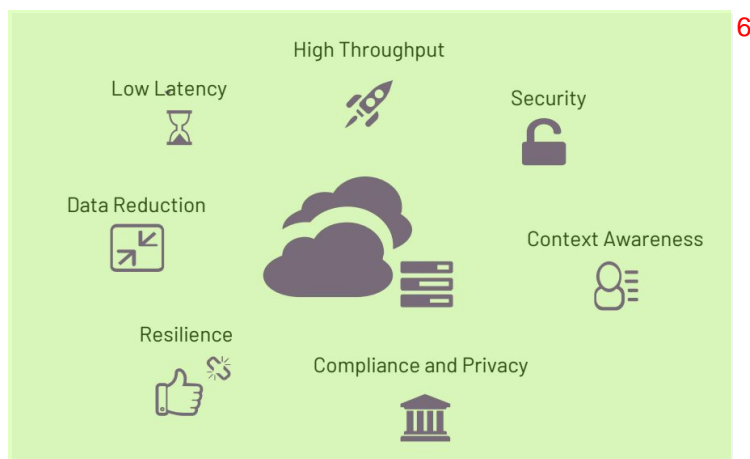 6
High Throughput
Low Latency
Security
Data Reduction
Context Awareness
Resilience
Compliance and Privacy